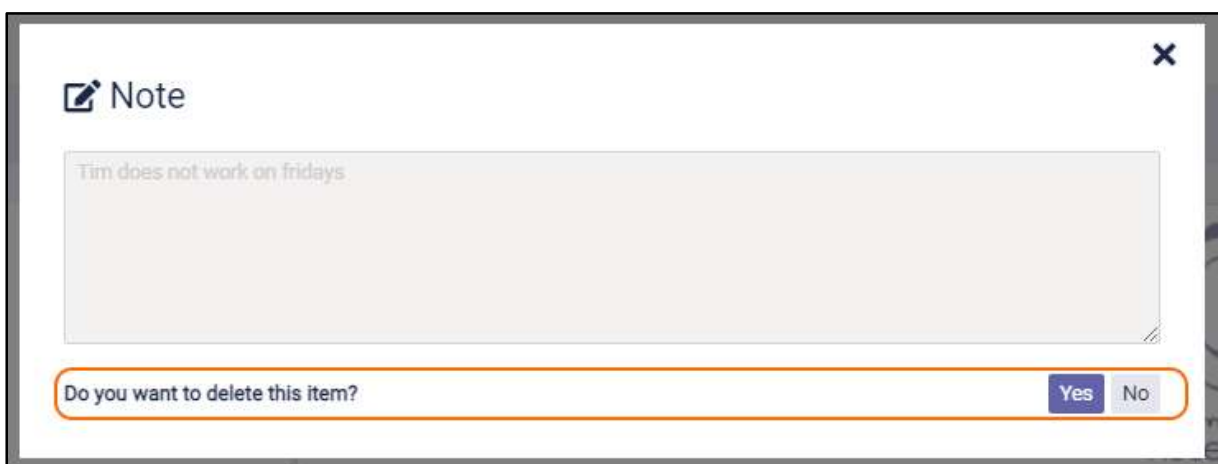 Note
Tim does not work on fridays
Do you want to delete this item?
Yes No